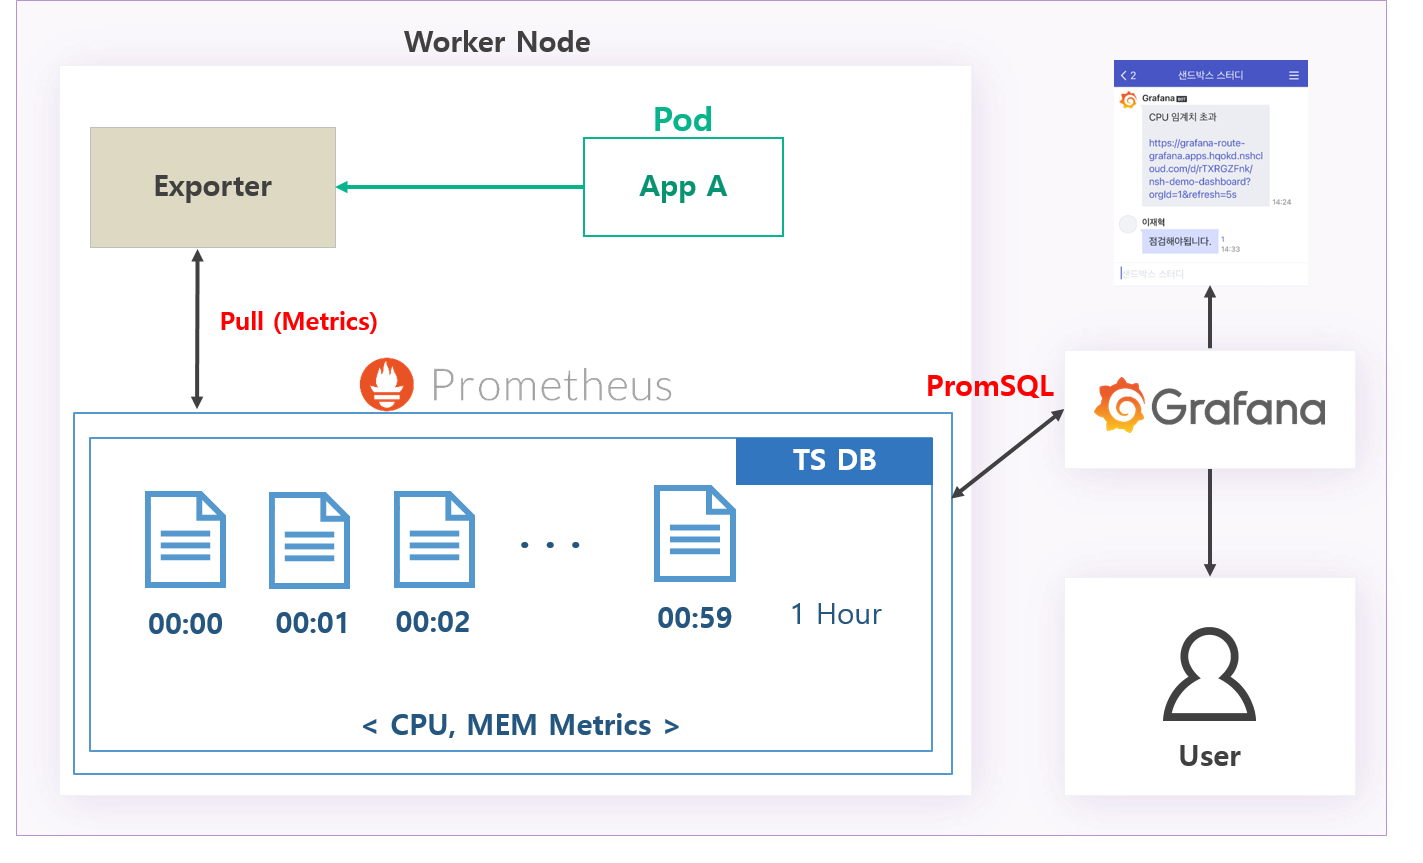 Worker Node
Pod
Exporter
App A
Pull (Metrics)
Prometheus
TS DB
00:00
00:01
00:02
. . .
00:59
1 Hour
< CPU, MEM Metrics >
PromSQL
2
샌드박스 스터디
Grafana BOT
CPU 임계치 초과
https://grafana-route-
grafana.apps.hqokd.nshcl
oud.com/d/rTXRGZFnk/
nsh-demo-dashboard?
orgId=1&refresh=5s
14:24
이재혁
점검해야됩니다.
1
14:33
샌드박스 스터디
Grafana
User